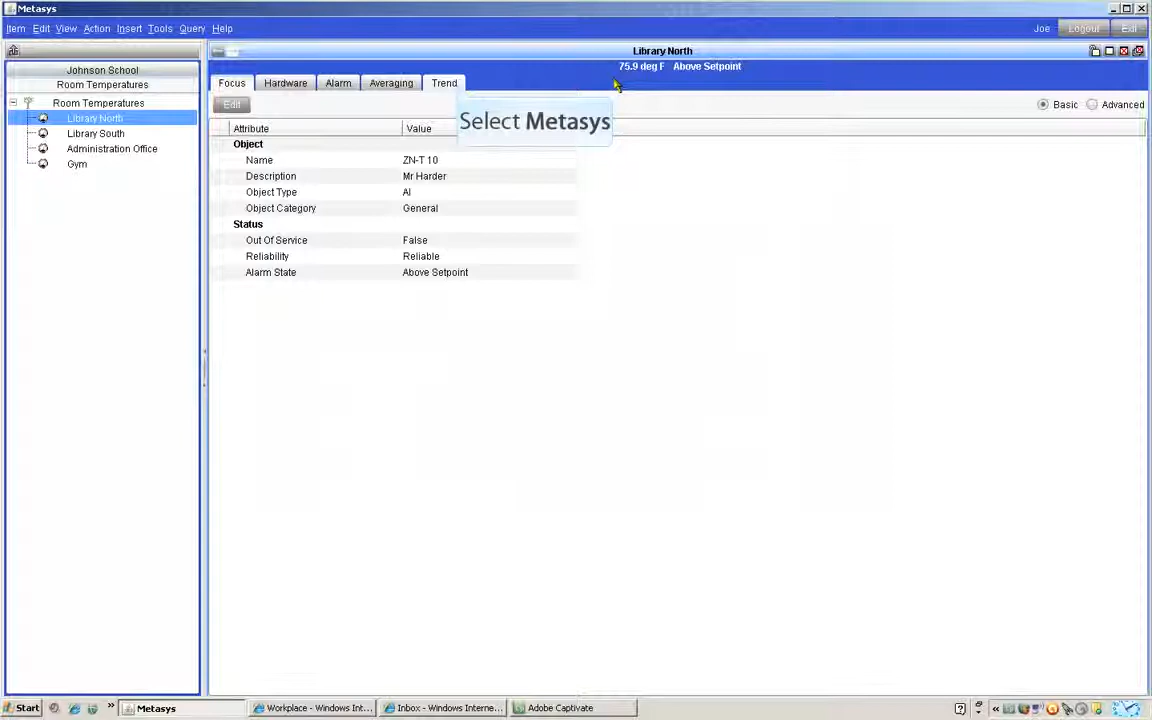 Metasys
Item Edit View Action Insert Tools Query Help
Joe Logout Exit
Johnson School
Room Temperatures
Room Temperatures
Library North
Library South
Administration Office
Gym
Library North
75.9 deg F Above Setpoint
Focus Hardware Alarm Averaging Trend
Edit
Basic Advanced
Select Metasys
Attribute Value
Object
Name ZN-T 10
Description Mr Harder
Object Type AI
Object Category General
Status
Out Of Service False
Reliability Reliable
Alarm State Above Setpoint
Start » Metasys Workplace - Windows Int... Inbox - Windows Interne... Adobe Captivate «